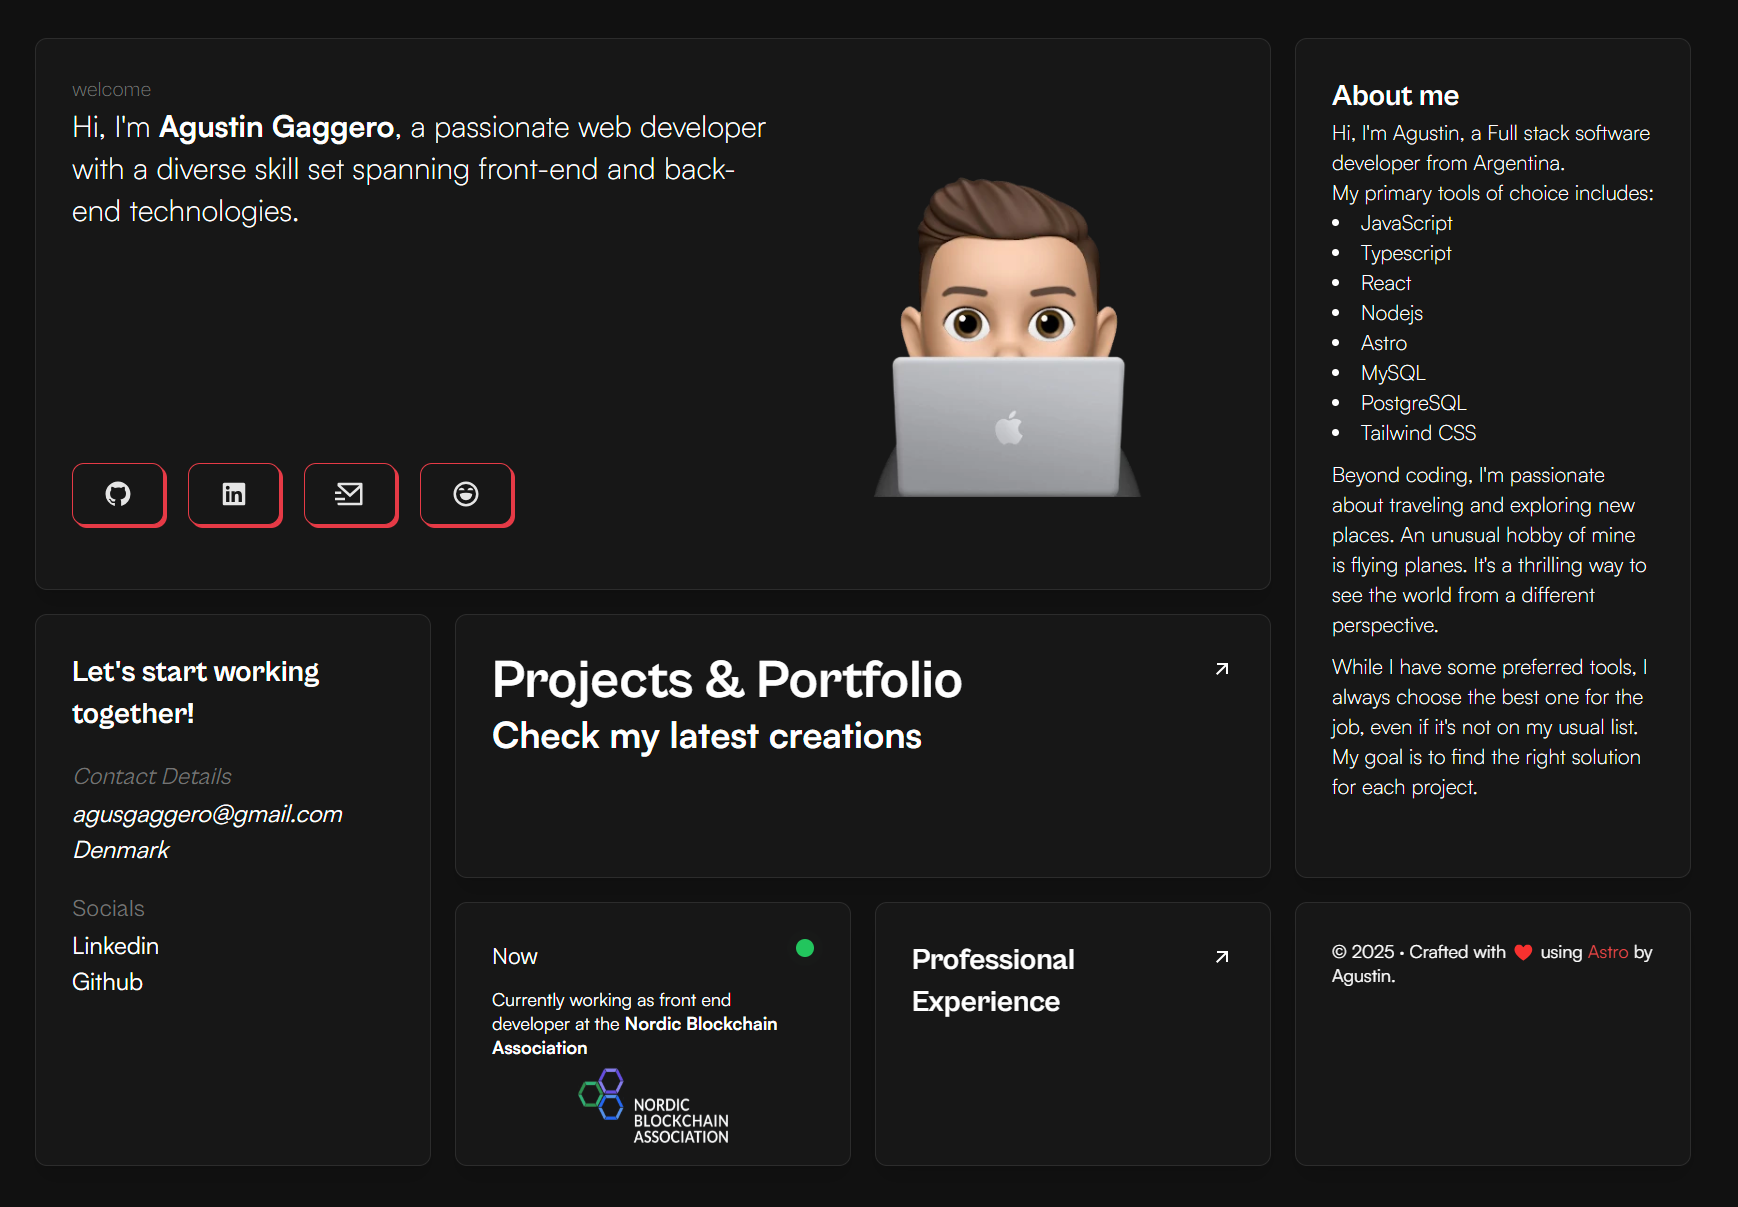 welcome
Hi, I'm Agustin Gaggero, a passionate web developer
with a diverse skill set spanning front-end and back-
end technologies.
About me
Hi, I'm Agustin, a Full stack software
developer from Argentina.
My primary tools of choice includes:
• JavaScript
• Typescript
• React
• Nodejs
• Astro
• MySQL
• PostgreSQL
• Tailwind CSS
Beyond coding, I'm passionate
about traveling and exploring new
places. An unusual hobby of mine
is flying planes. It's a thrilling way to
see the world from a different
perspective.
While I have some preferred tools, I
always choose the best one for the
job, even if it's not on my usual list.
My goal is to find the right solution
for each project.
Let's start working
together!
Contact Details
agusgaggero@gmail.com
Denmark
Socials
Linkedin
Github
Projects & Portfolio
Check my latest creations
Now
Currently working as front end
developer at the Nordic Blockchain
Association
NORDIC
BLOCKCHAIN
ASSOCIATION
Professional
Experience
© 2025 • Crafted with ❤️ using Astro by
Agustin.